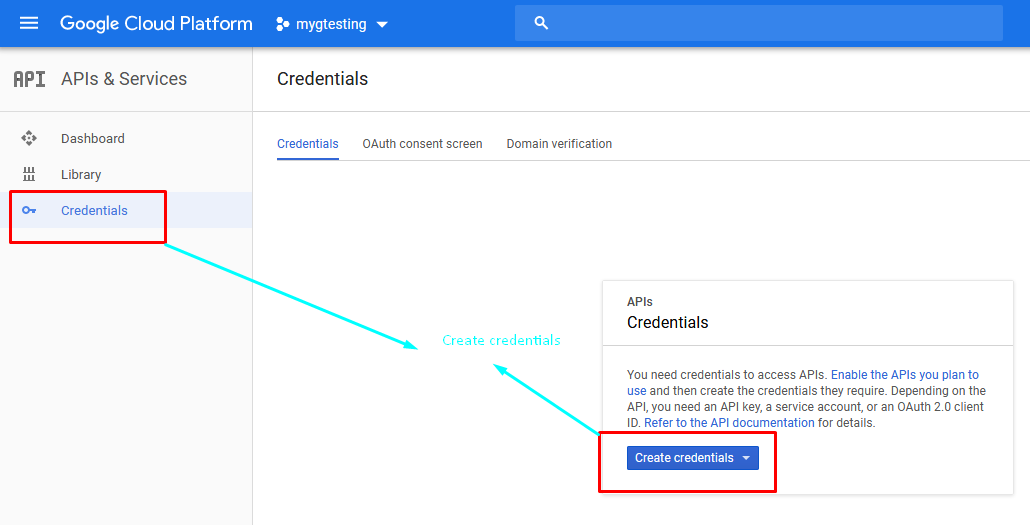 Google Cloud Platform
mygtesting
API
APIs & Services
Credentials
Dashboard
Library
Credentials
Credentials
OAuth consent screen
Domain verification
Create credentials
APIs
Credentials
You need credentials to access APIs. Enable the APIs you plan to
use and then create the credentials they require. Depending on the
API, you need an API key, a service account, or an OAuth 2.0 client
ID. Refer to the API documentation for details.
Create credentials